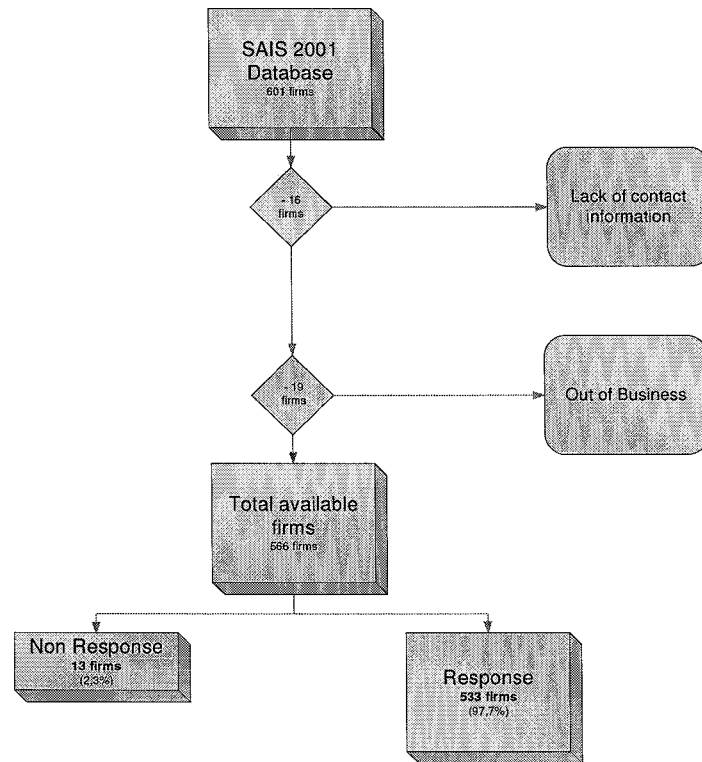 SAIS 2001
Database
601 firms
- 16
firms
Lack of contact
information
- 19
firms
Out of Business
Total available
firms
566 firms
Non Response
13 firms
(2,3%)
Response
533 firms
(97,7%)